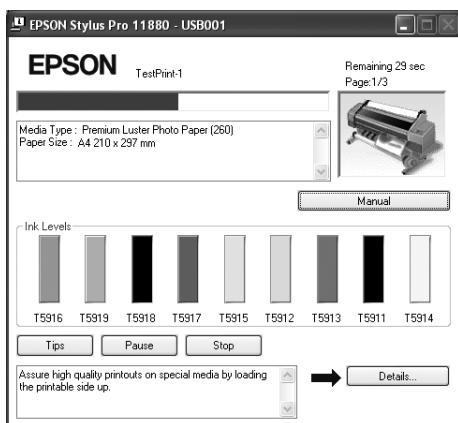 EPSON Stylus Pro 11880 - USB001
EPSON
TestPrint-1
Remaining 29 sec
Page:1/3
Media Type : Premium Luster Photo Paper (260)
Paper Size : A4 210 x 297 mm
Manual
Ink Levels
T5916 T5919 T5918 T5917 T5915 T5912 T5913 T5911 T5914
Tips Pause Stop
Assure high quality printouts on special media by loading
the printable side up.
Details...